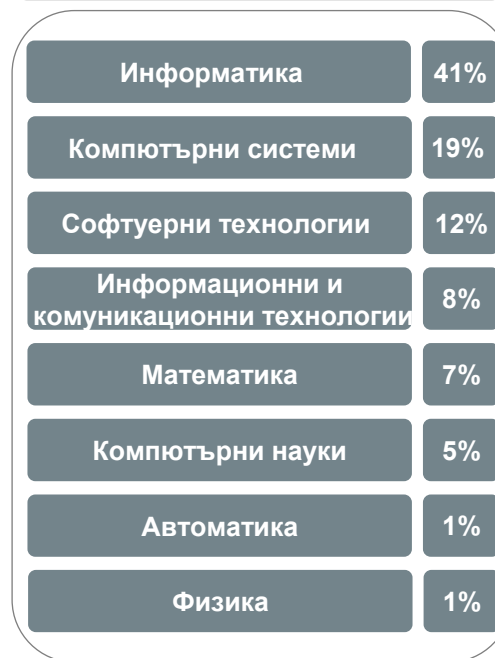 Информатика 41%
Компютърни системи 19%
Софтуерни технологии 12%
Информационни и
комуникационни технологии 8%
Математика 7%
Компютърни науки 5%
Автоматика 1%
Физика 1%